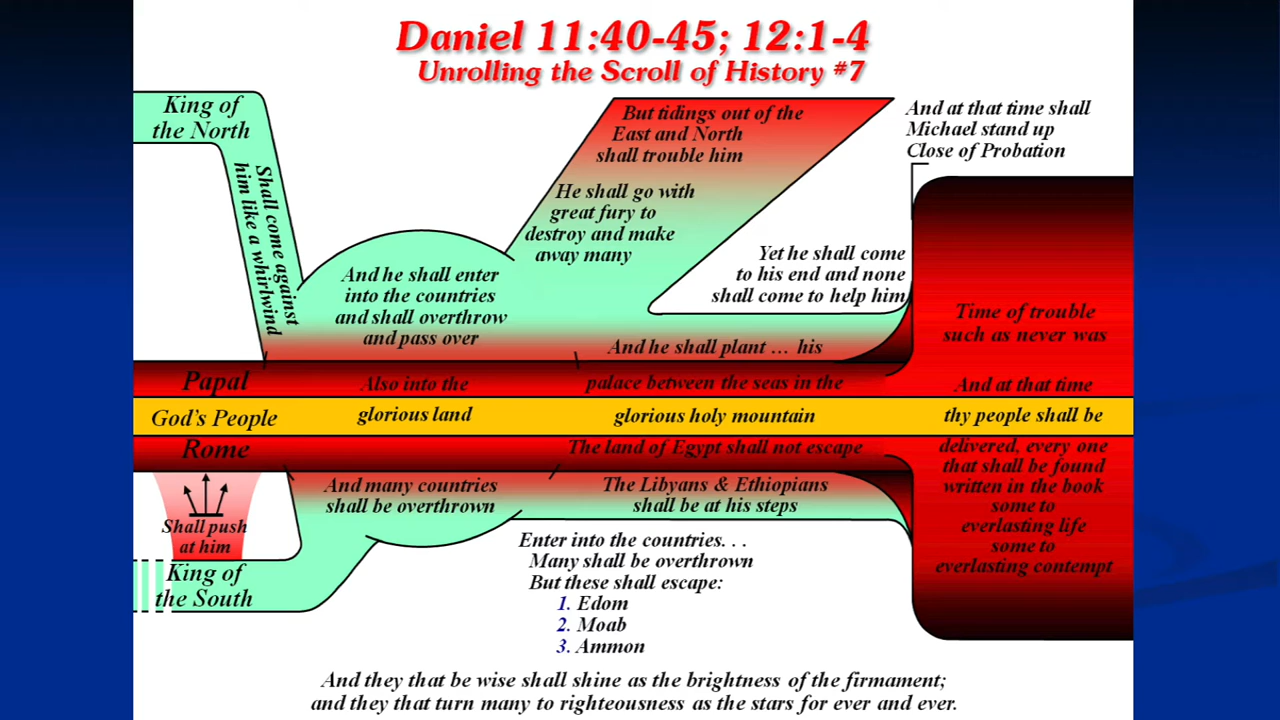 Daniel 11:40-45; 12:1-4
Unrolling the Scroll of History #7
King of
the North
Shall come against
him like a whirlwind
And he shall enter
into the countries
and shall overthrow
and pass over
But tidings out of the
East and North
shall trouble him
He shall go with
great fury to
destroy and make
away many
And at that time shall
Michael stand up
Close of Probation
Yet he shall come
to his end and none
shall come to help him
Time of trouble
such as never was
And he shall plant ... his
Papal
Also into the
palace between the seas in the
And at that time
God's People
glorious land
glorious holy mountain
thy people shall be
Rome
The land of Egypt shall not escape
delivered, every one
that shall be found
written in the book
some to
everlasting life
some to
everlasting contempt
And many countries
shall be overthrown
The Libyans & Ethiopians
shall be at his steps
Shall push
at him
King of
the South
Enter into the countries. . .
Many shall be overthrown
But these shall escape:
1. Edom
2. Moab
3. Ammon
And they that be wise shall shine as the brightness of the firmament;
and they that turn many to righteousness as the stars for ever and ever.